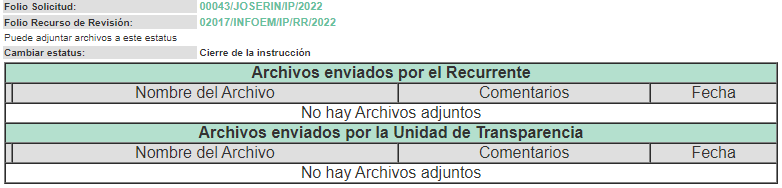 Folio Solicitud: 00043/JOSERIN/IP/2022
Folio Recurso de Revisión: 02017/INFOEM/IP/RR/2022
Puede adjuntar archivos a este estatus
Cambiar estatus: Cierre de la instrucción
Archivos enviados por el Recurrente
Nombre del Archivo Comentarios Fecha
No hay Archivos adjuntos
Archivos enviados por la Unidad de Transparencia
Nombre del Archivo Comentarios Fecha
No hay Archivos adjuntos